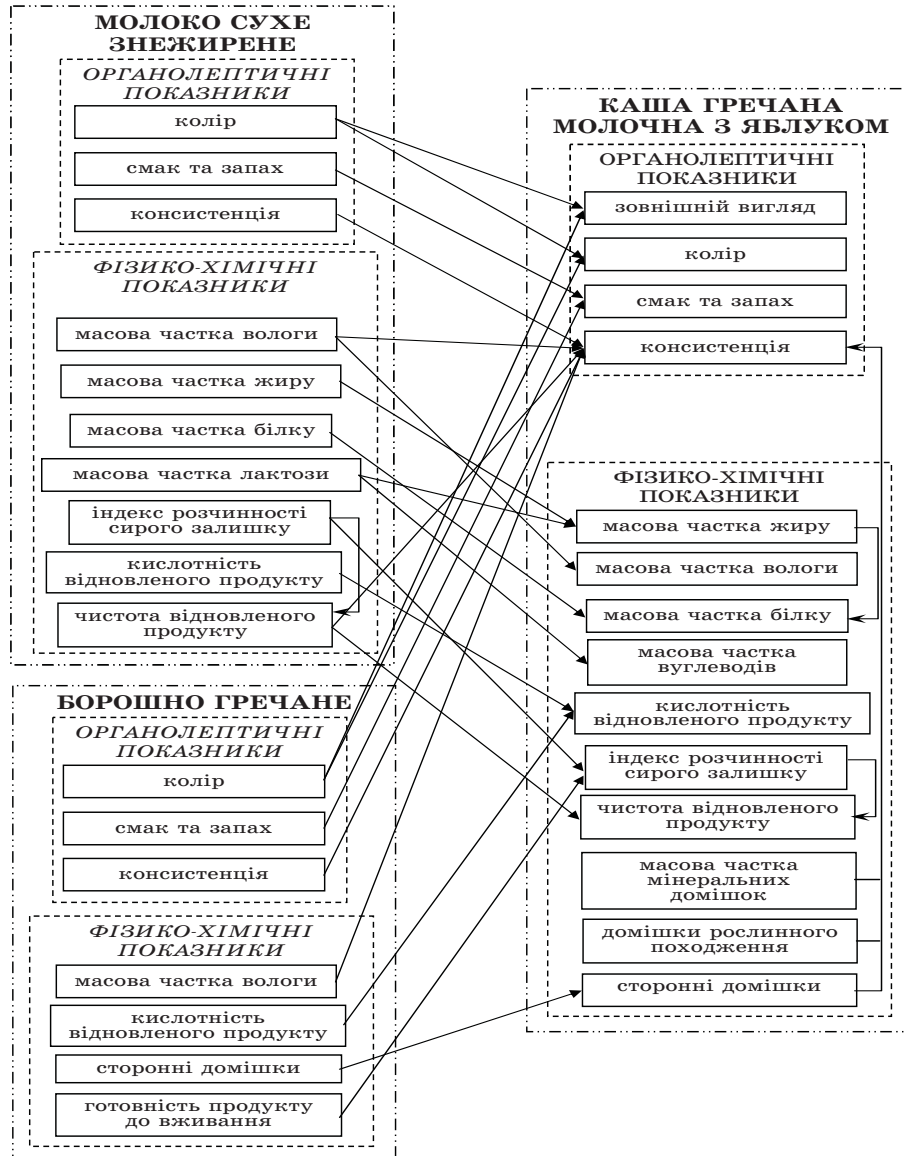 МОЛОКО СУХЕ
ЗНЕЖИРЕНЕ
ОРГАНОЛЕПТИЧНІ
ПОКАЗНИКИ
колір
смак та запах
консистенція
ФІЗИКО-ХІМІЧНІ
ПОКАЗНИКИ
масова частка вологи
масова частка жиру
масова частка білку
масова частка лактози
індекс розчинності
сирого залишку
кислотність
відновленого продукту
чистота відновленого
продукту
БОРОШНО ГРЕЧАНЕ
ОРГАНОЛЕПТИЧНІ
ПОКАЗНИКИ
колір
смак та запах
консистенція
ФІЗИКО-ХІМІЧНІ
ПОКАЗНИКИ
масова частка вологи
кислотність
відновленого продукту
сторонні домішки
готовність продукту
до вживання
КАША ГРЕЧАНА
МОЛОЧНА З ЯБЛУКОМ
ОРГАНОЛЕПТИЧНІ
ПОКАЗНИКИ
зовнішній вигляд
колір
смак та запах
консистенція
ФІЗИКО-ХІМІЧНІ
ПОКАЗНИКИ
масова частка жиру
масова частка вологи
масова частка білку
масова частка
вуглеводів
кислотність
відновленого продукту
індекс розчинності
сирого залишку
чистота відновленого
продукту
масова частка
мінеральних
домішок
домішки рослинного
походження
сторонні домішки